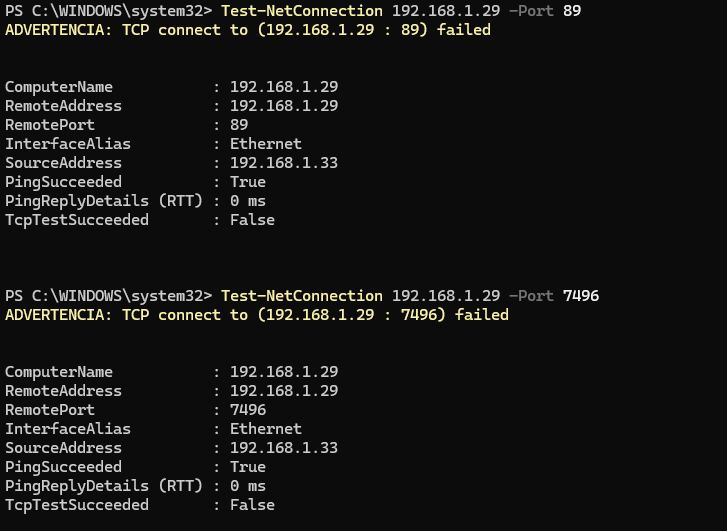 PS C:\WINDOWS\system32> Test-NetConnection 192.168.1.29 -Port 89
ADVERTENCIA: TCP connect to (192.168.1.29 : 89) failed
ComputerName : 192.168.1.29
RemoteAddress : 192.168.1.29
RemotePort : 89
InterfaceAlias : Ethernet
SourceAddress : 192.168.1.33
PingSucceeded : True
PingReplyDetails (RTT) : 0 ms
TcpTestSucceeded : False
PS C:\WINDOWS\system32> Test-NetConnection 192.168.1.29 -Port 7496
ADVERTENCIA: TCP connect to (192.168.1.29 : 7496) failed
ComputerName : 192.168.1.29
RemoteAddress : 192.168.1.29
RemotePort : 7496
InterfaceAlias : Ethernet
SourceAddress : 192.168.1.33
PingSucceeded : True
PingReplyDetails (RTT) : 0 ms
TcpTestSucceeded : False